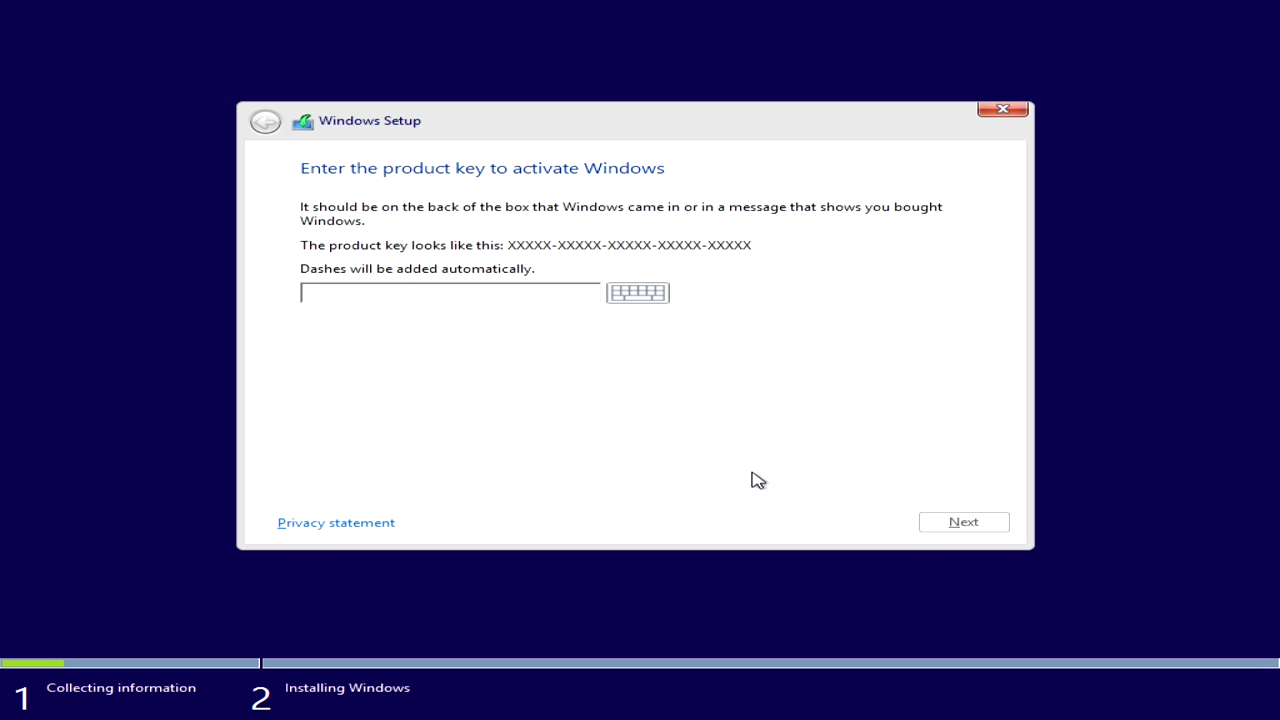 Windows Setup
Enter the product key to activate Windows
It should be on the back of the box that Windows came in or in a message that shows you bought
Windows.
The product key looks like this: XXXXX-XXXXX-XXXXX-XXXXX-XXXXX
Dashes will be added automatically.
Privacy statement
Next
1 Collecting information
2 Installing Windows